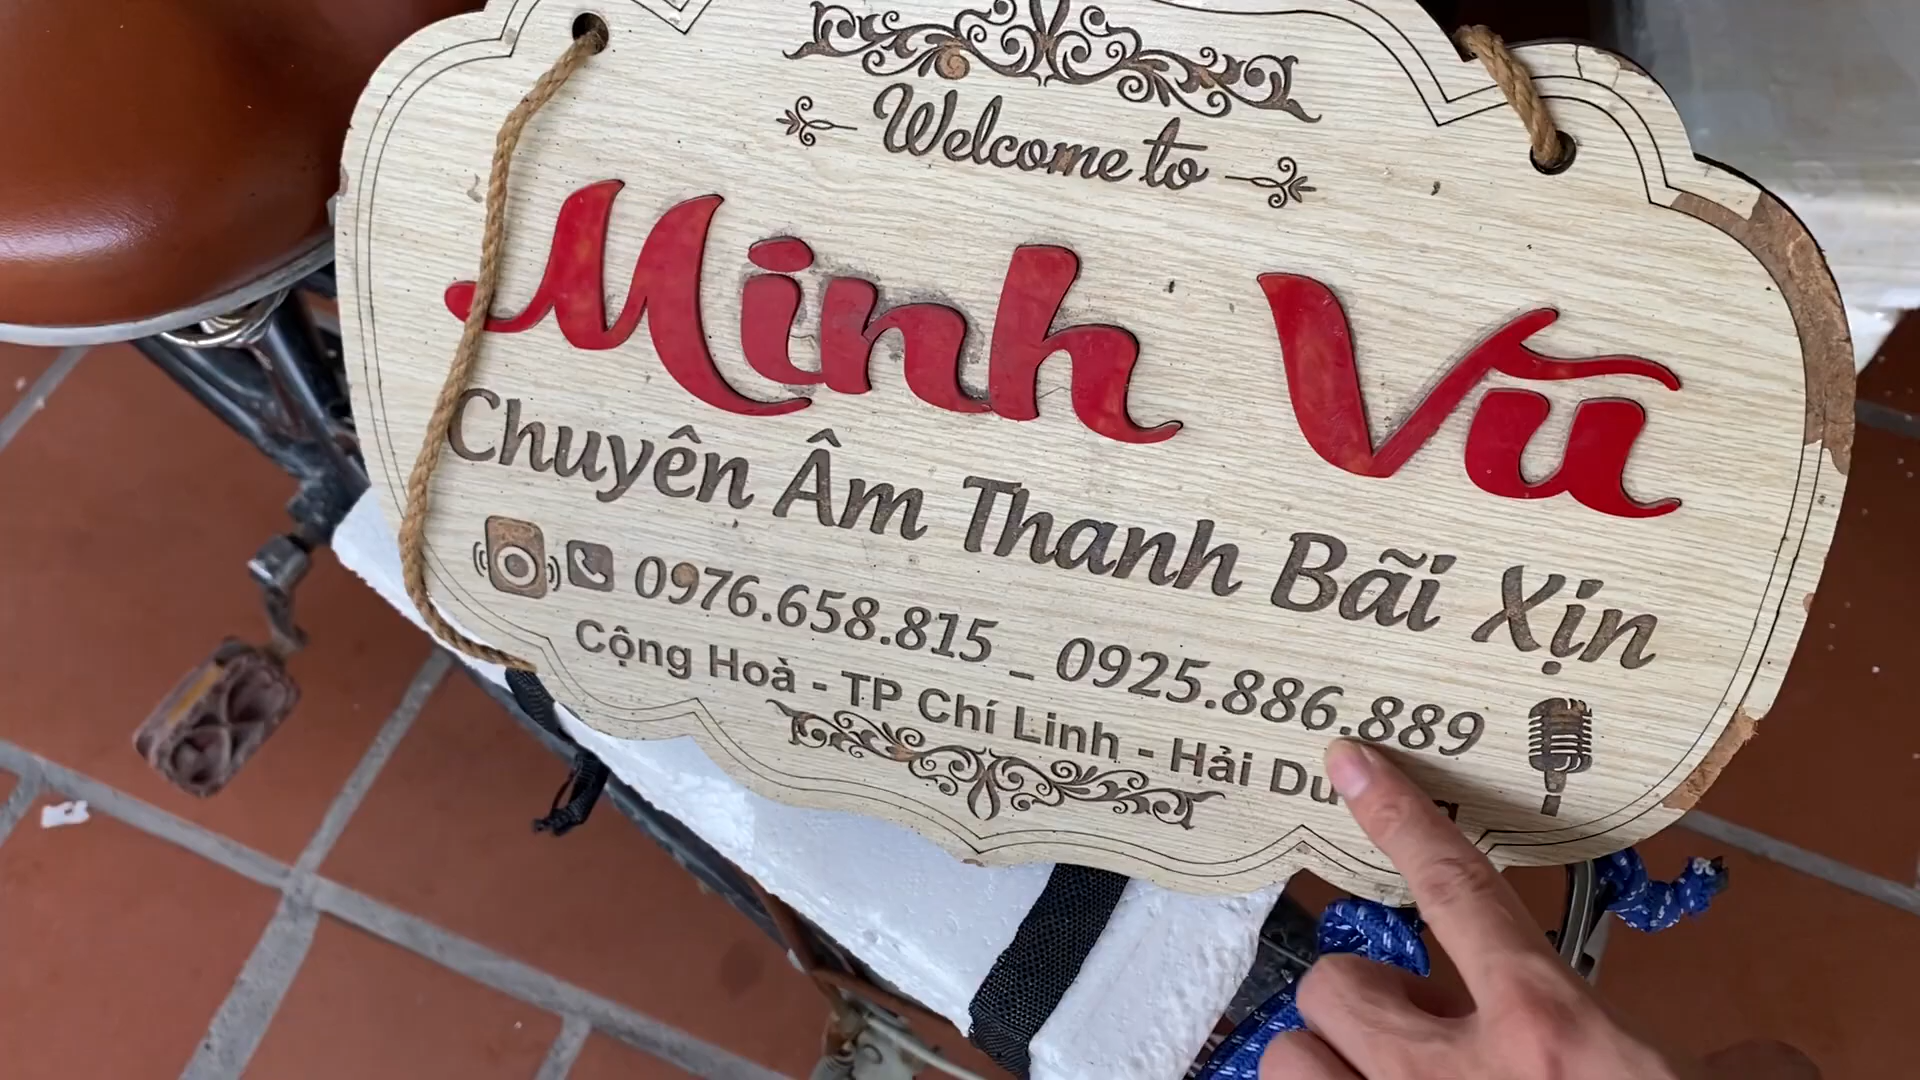 Welcome to
Minh Vũ
Chuyên Âm Thanh Bãi Xịn
0976.658.815 - 0925.886.889
Cộng Hoà - TP Chí Linh - Hải